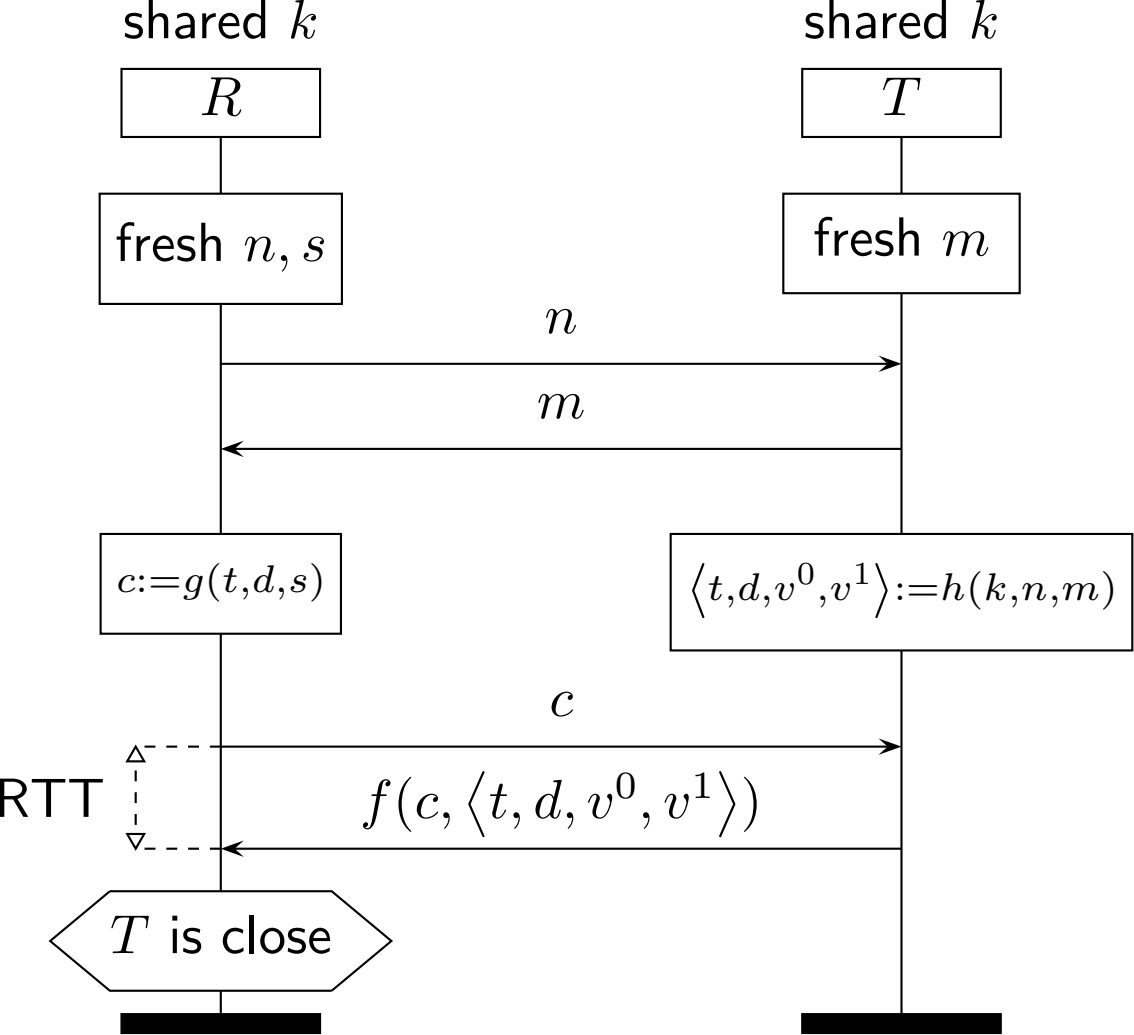 shared k
shared k
R
T
fresh n, s
fresh m
n
m
c:=g(t,d,s)
⟨t,d,v⁰,v¹⟩:=h(k,n,m)
c
RTT
f(c, ⟨t, d, v⁰, v¹⟩)
T is close